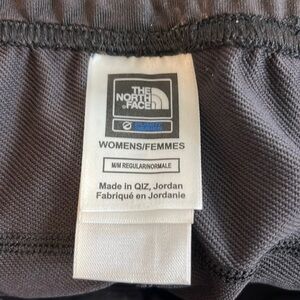 THE
NORTH
FACE
WOMENS/FEMMES
M/M REGULAR/NORMALE
Made in QIZ, Jordan
Fabriqué en Jordanie